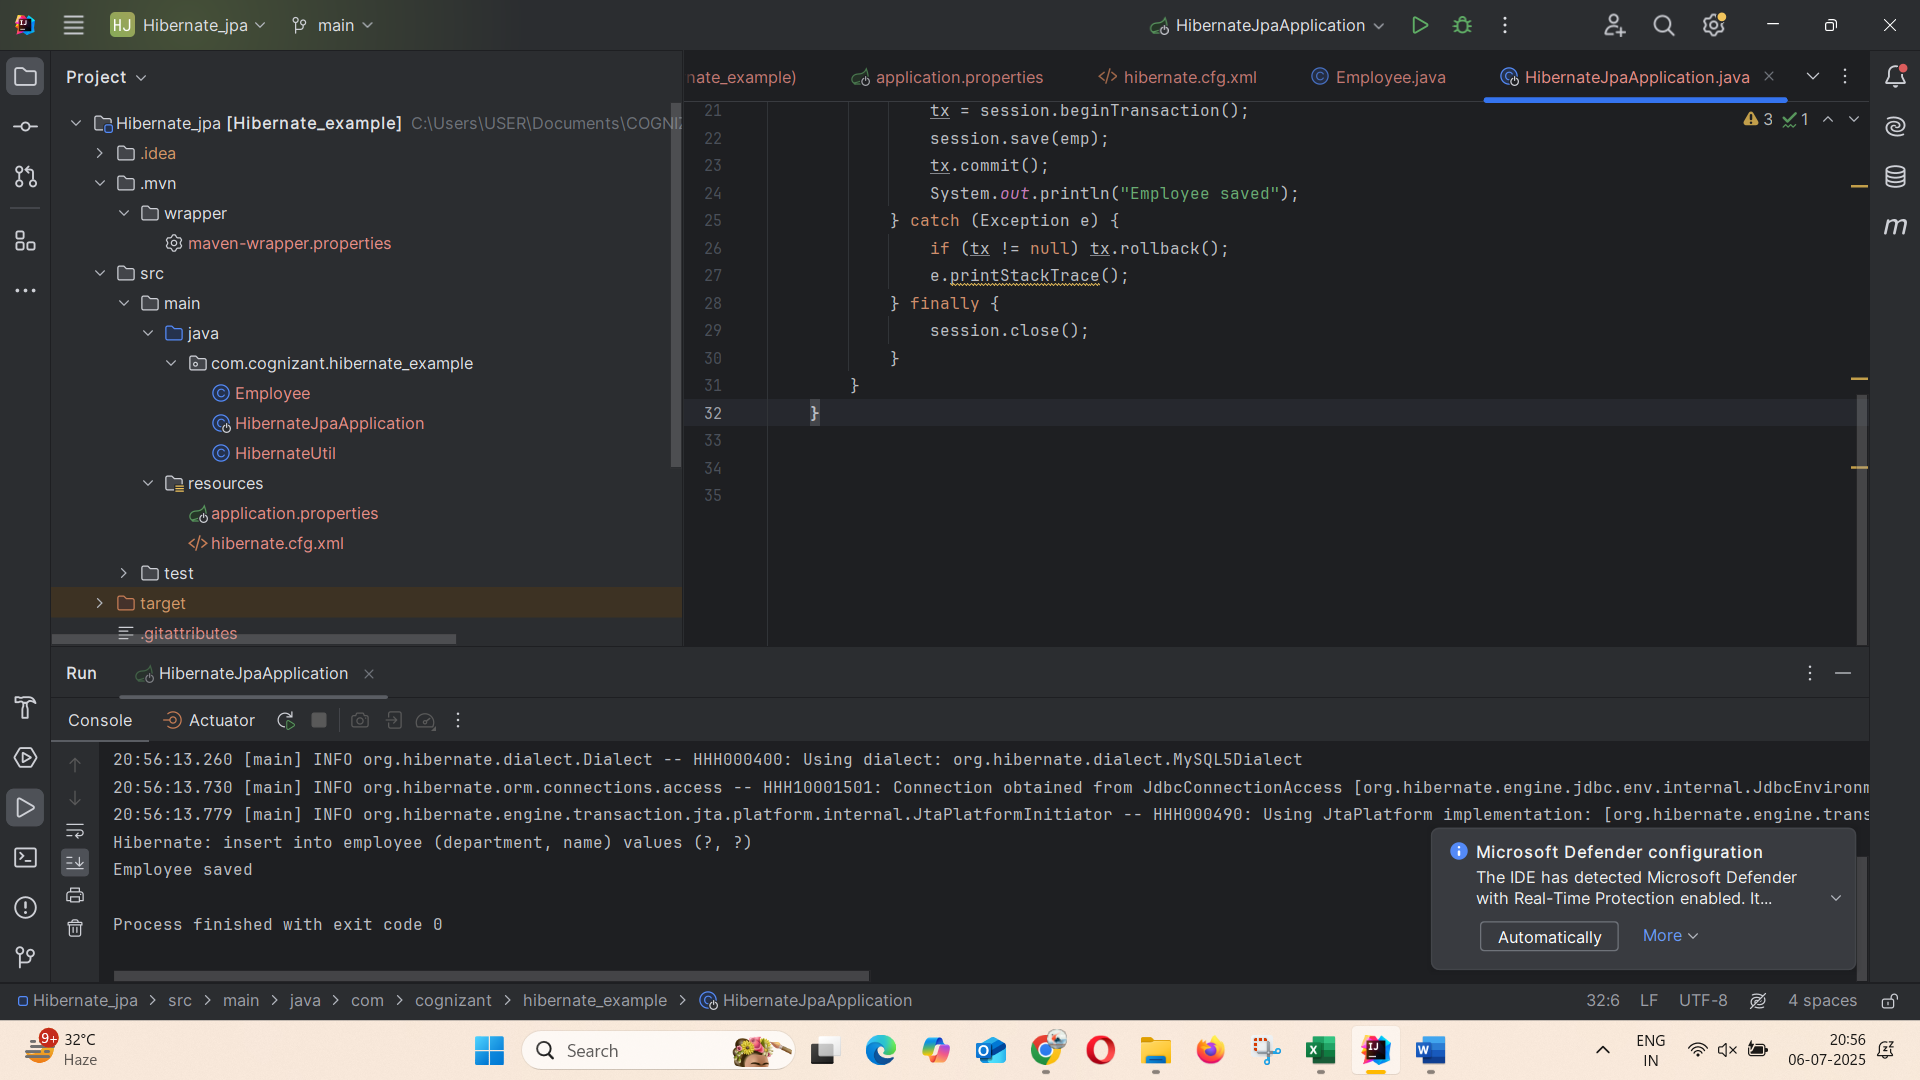 HJ Hibernate_jpa main HibernateJpaApplication
Project
Hibernate_jpa [Hibernate_example] C:\Users\USER\Documents\COGNI
.idea
.mvn
wrapper
maven-wrapper.properties
src
main
java
com.cognizant.hibernate_example
Employee
HibernateJpaApplication
HibernateUtil
resources
application.properties
hibernate.cfg.xml
test
target
.gitattributes
nate_example) application.properties hibernate.cfg.xml Employee.java HibernateJpaApplication.java
3 1
21 tx = session.beginTransaction();
22 session.save(emp);
23 tx.commit();
24 System.out.println("Employee saved");
25 } catch (Exception e) {
26 if (tx != null) tx.rollback();
27 e.printStackTrace();
28 } finally {
29 session.close();
30 }
31 }
32 }
33
34
35
m
Run HibernateJpaApplication
Console Actuator
20:56:13.260 [main] INFO org.hibernate.dialect.Dialect -- HHH000400: Using dialect: org.hibernate.dialect.MySQL5Dialect
20:56:13.730 [main] INFO org.hibernate.orm.connections.access -- HHH10001501: Connection obtained from JdbcConnectionAccess [org.hibernate.engine.jdbc.env.internal.JdbcEnvironm
20:56:13.779 [main] INFO org.hibernate.engine.transaction.jta.platform.internal.JtaPlatformInitiator -- HHH000490: Using JtaPlatform implementation: [org.hibernate.engine.trans
Hibernate: insert into employee (department, name) values (?, ?)
Employee saved
Process finished with exit code 0
Microsoft Defender configuration
The IDE has detected Microsoft Defender
with Real-Time Protection enabled. It...
Automatically More
Hibernate_jpa > src > main > java > com > cognizant > hibernate_example > HibernateJpaApplication
32:6 LF UTF-8 4 spaces
9+ 32°C
Haze
Search
ENG
IN
20:56
06-07-2025